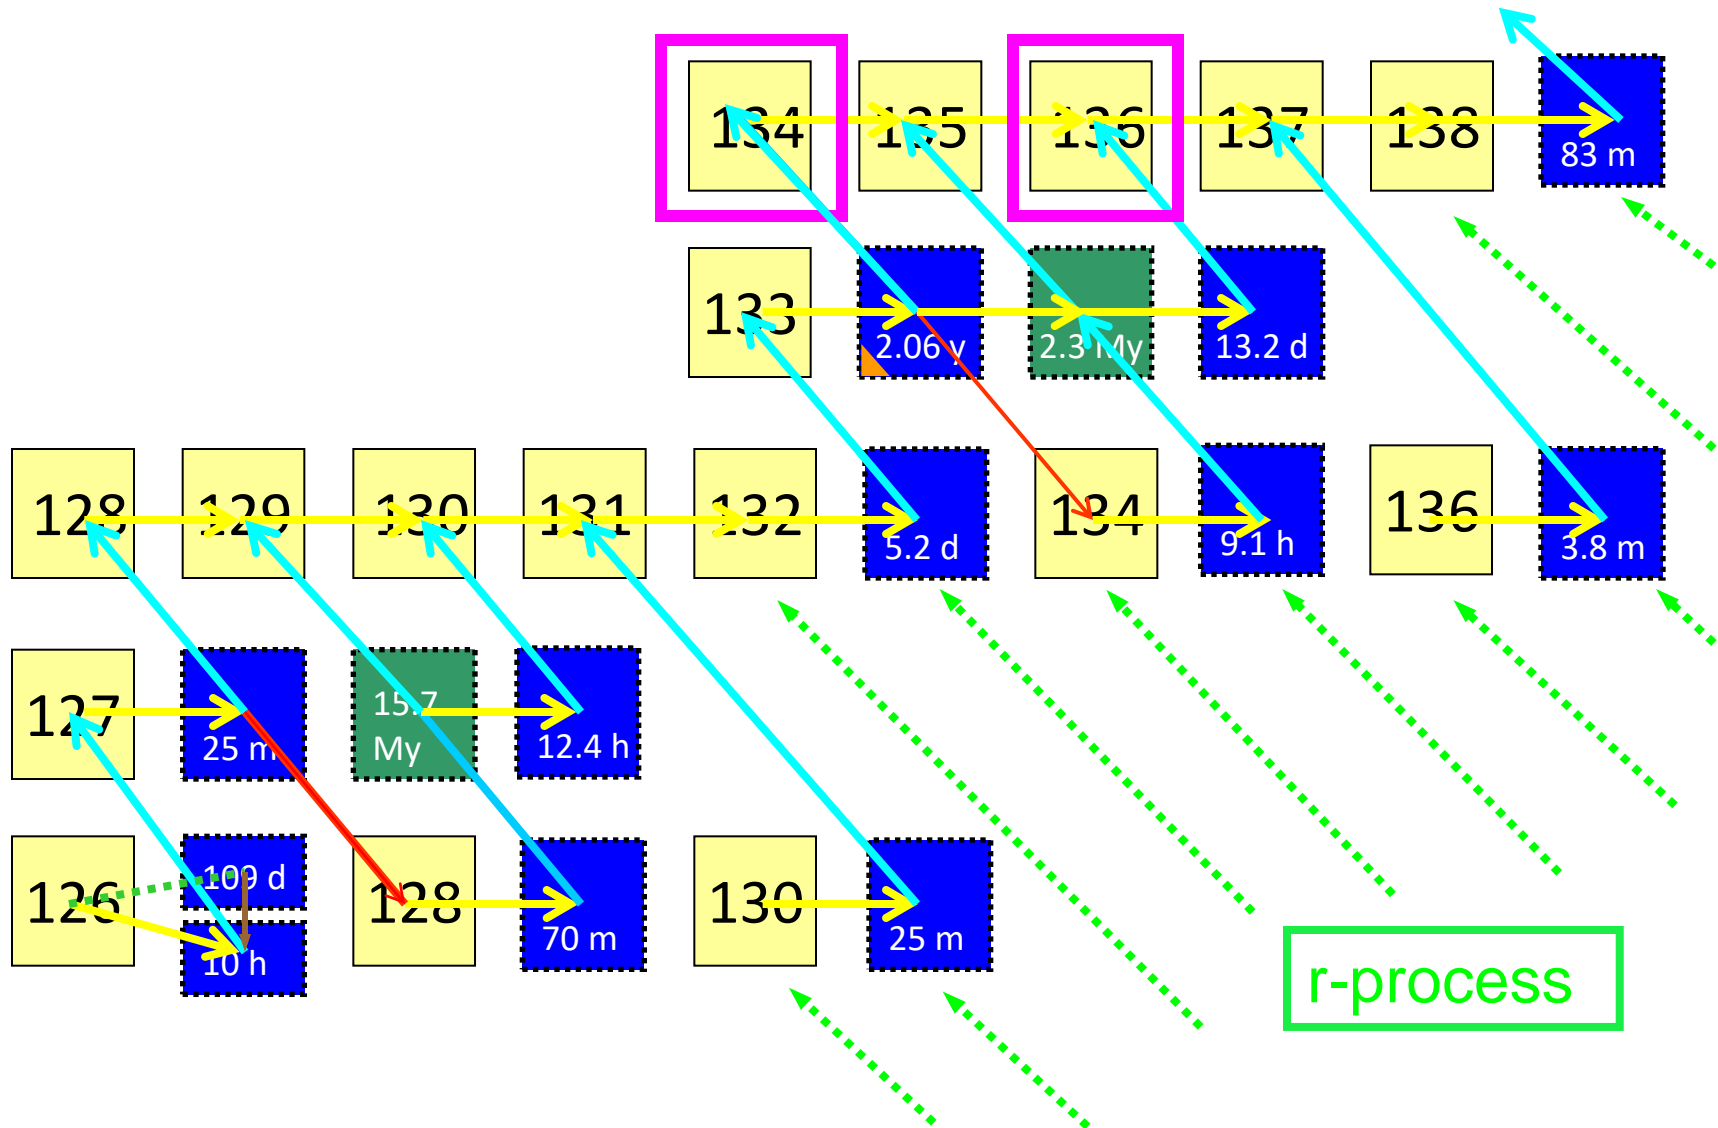 134 135 136 137 138 83 m
133 2.06 y 2.3 My 13.2 d
128 129 130 131 132 5.2 d 134 9.1 h 136 3.8 m
127 25 m 15.7 My 12.4 h
126 109 d 10 h 128 70 m 130 25 m
r-process